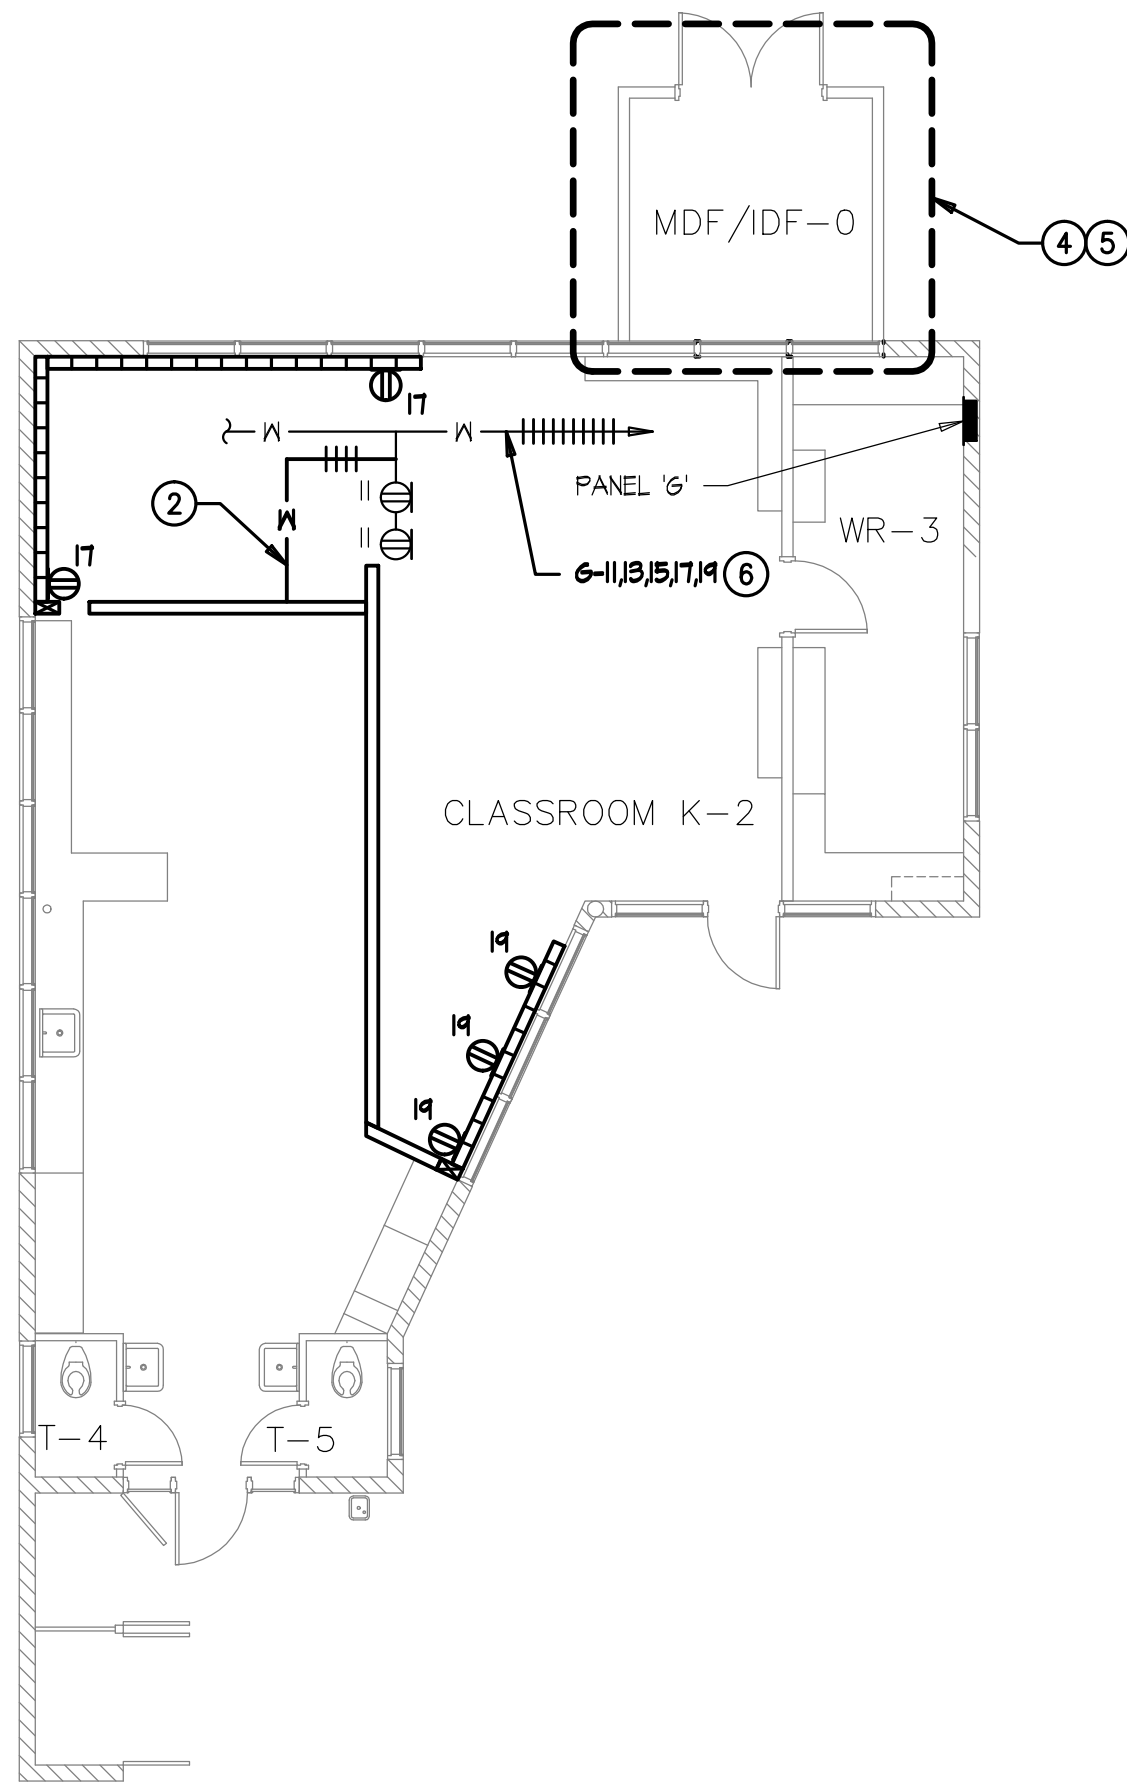 MDF/IDF-0
4 5
17
M M
PANEL 'G'
11
2
M
WR-3
11
17
G-11,13,15,17,19 6
CLASSROOM K-2
19
19
19
T-4
T-5